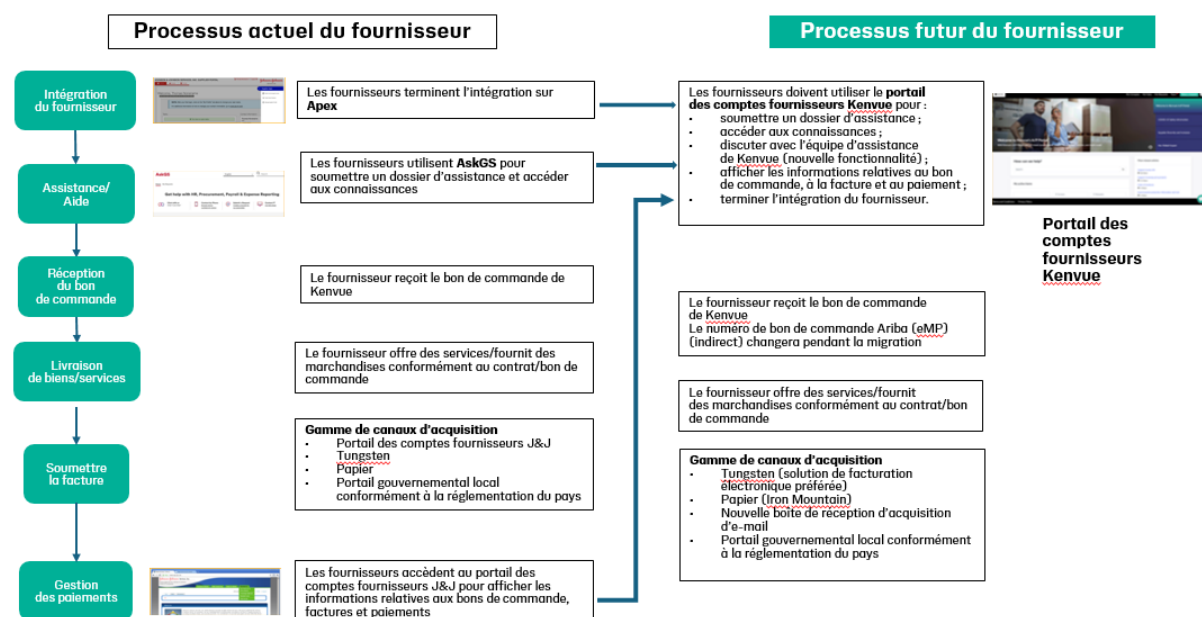 Processus actuel du fournisseur
Processus futur du fournisseur
Intégration
du fournisseur
Les fournisseurs terminent l'intégration sur
Apex
Les fournisseurs doivent utiliser le portail
des comptes fournisseurs Kenvue pour :
• soumettre un dossier d'assistance ;
• accéder aux connaissances ;
• discuter avec l'équipe d'assistance
de Kenvue (nouvelle fonctionnalité) ;
• afficher les informations relatives au bon
de commande, à la facture et au paiement ;
• terminer l'intégration du fournisseur.
Portail des
comptes
fournisseurs
Kenvue
Assistance/
Aide
AskGS
Get help with HR, Procurement, Payroll & Expense Reporting
Les fournisseurs utilisent AskGS pour
soumettre un dossier d'assistance et accéder
aux connaissances
Réception
du bon
de commande
Le fournisseur reçoit le bon de commande de
Kenvue
Le fournisseur reçoit le bon de commande
de Kenvue
Le numéro de bon de commande Ariba (eMP)
(indirect) changera pendant la migration
Livraison
de biens/services
Le fournisseur offre des services/fournit des
marchandises conformément au contrat/bon de
commande
Le fournisseur offre des services/fournit
des marchandises conformément au contrat/bon
de commande
Soumettre
la facture
Gamme de canaux d'acquisition
• Portail des comptes fournisseurs J&J
• Tungsten
• Papier
• Portail gouvernemental local
conformément à la réglementation du pays
Gamme de canaux d'acquisition
• Tungsten (solution de facturation
électronique préférée)
• Papier (Iron Mountain)
• Nouvelle boîte de réception d'acquisition
d'e-mail
• Portail gouvernemental local conformément
à la réglementation du pays
Gestion
des paiements
Les fournisseurs accèdent au portail des
comptes fournisseurs J&J pour afficher les
informations relatives aux bons de commande,
factures et paiements